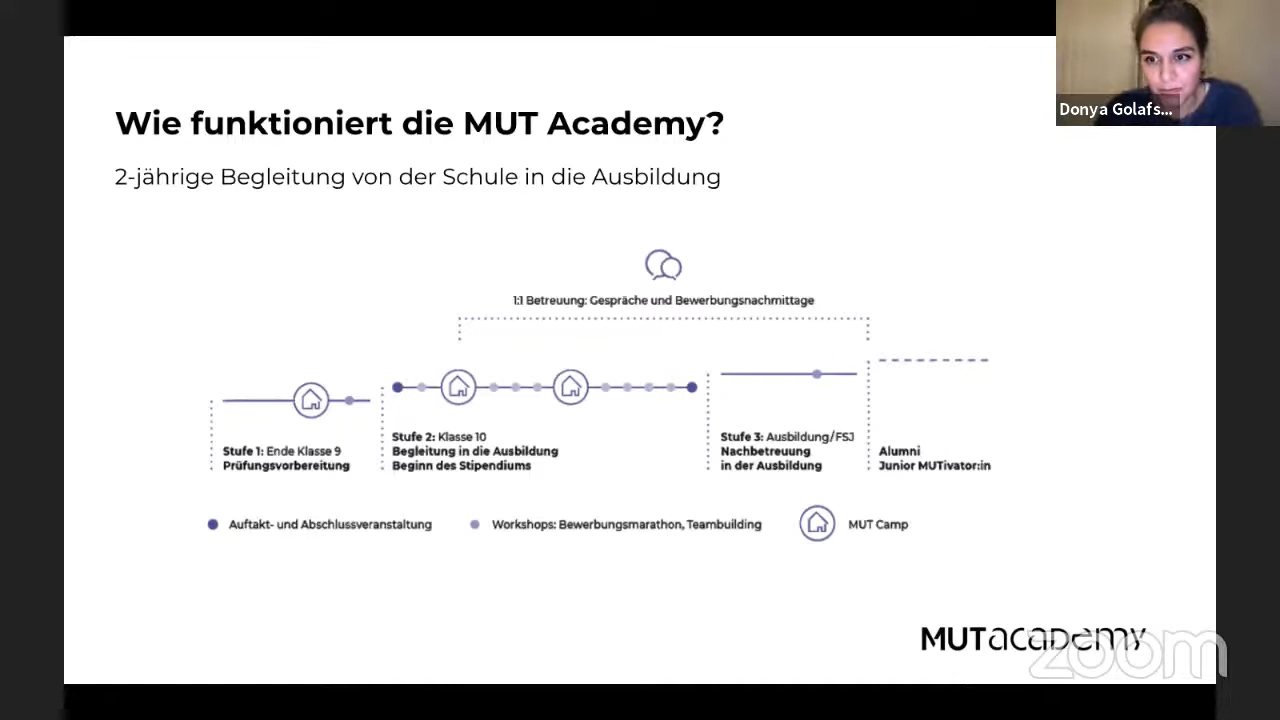 Wie funktioniert die MUT Academy?
2-jährige Begleitung von der Schule in die Ausbildung
Donya Golafs...
1:1 Betreuung: Gespräche und Bewerbungsnachmittage
Stufe 1: Ende Klasse 9
Prüfungsvorbereitung
Stufe 2: Klasse 10
Begleitung in die Ausbildung
Beginn des Stipendiums
Stufe 3: Ausbildung/FSJ
Nachbetreuung
in der Ausbildung
Alumni
Junior MUTivator:in
Auftakt- und Abschlussveranstaltung
Workshops: Bewerbungsmarathon, Teambuilding
MUT Camp
MUTacademy
zoom